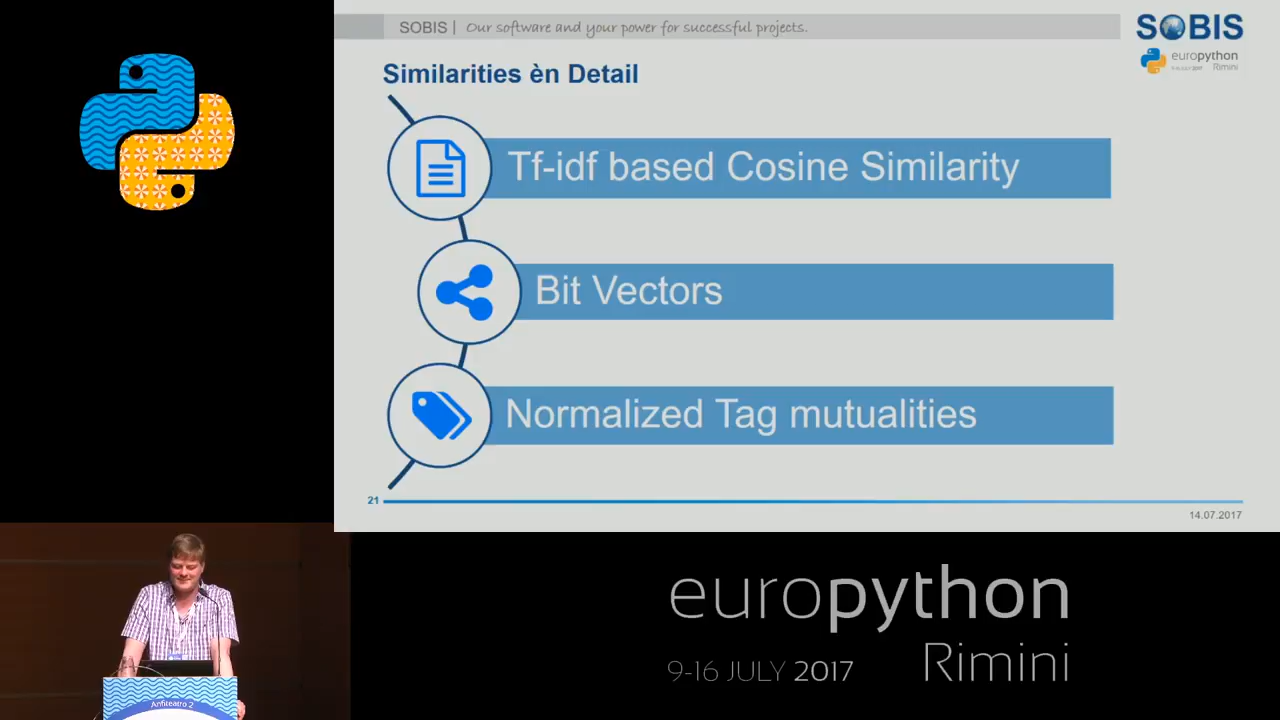 SOBIS | Our software and your power for successful projects.
SOBIS
europython
Rimini
Similarities èn Detail
Tf-idf based Cosine Similarity
Bit Vectors
Normalized Tag mutualities
21
14.07.2017
europython
Rimini
9-16 JULY 2017
Anfiteatro 2